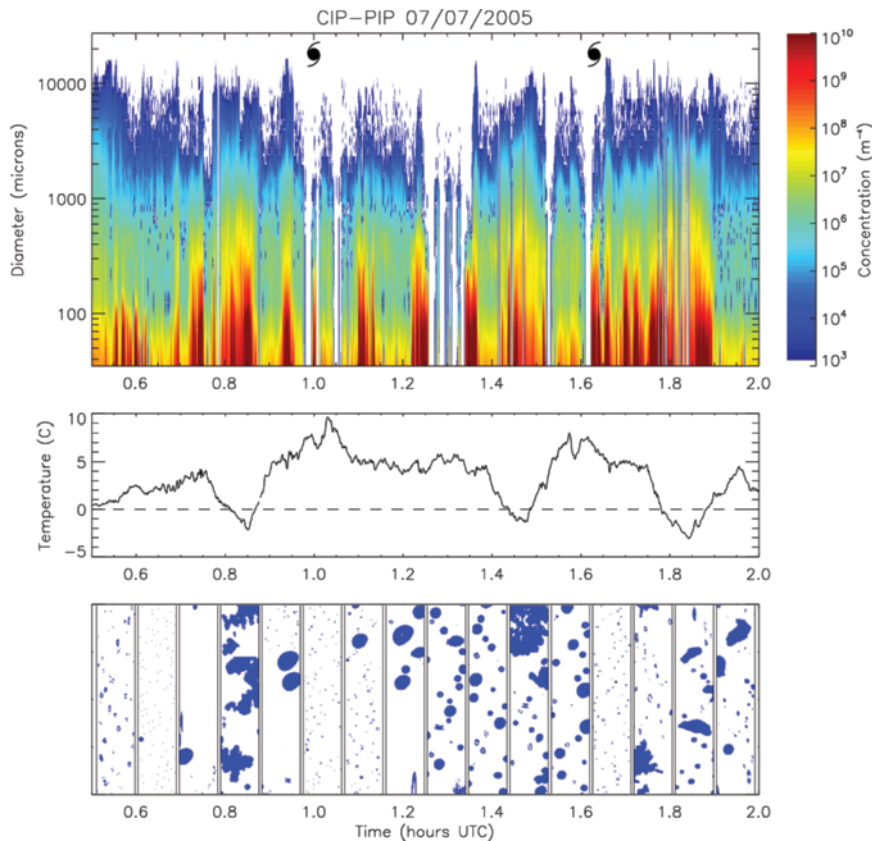 CIP-PIP 07/07/2005
Diameter (microns)
10000
1000
100
0.6 0.8 1.0 1.2 1.4 1.6 1.8 2.0
Concentration (m⁻⁴)
10¹⁰
10⁹
10⁸
10⁷
10⁶
10⁵
10⁴
10³
Temperature (C)
10
5
0
-5
0.6 0.8 1.0 1.2 1.4 1.6 1.8 2.0
0.6 0.8 1.0 1.2 1.4 1.6 1.8 2.0
Time (hours UTC)